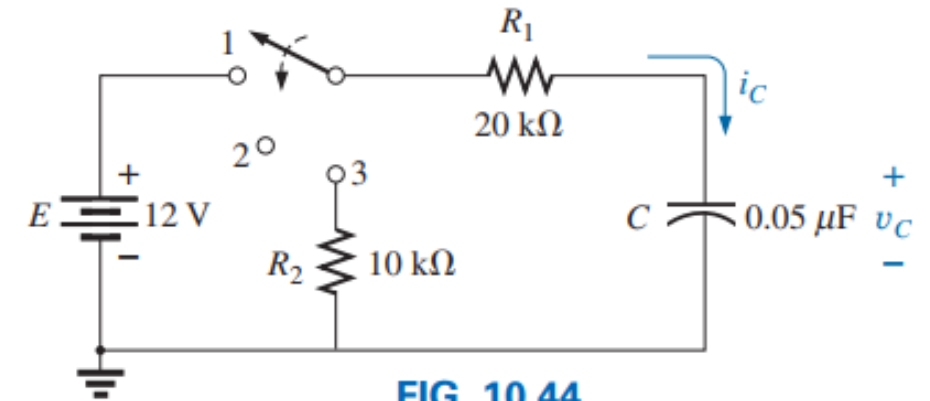 R1
1
iC
20 kΩ
2
3
+
+
E
12 V
C
0.05 μF
vC
R2
10 kΩ
−
−
FIG. 10.44